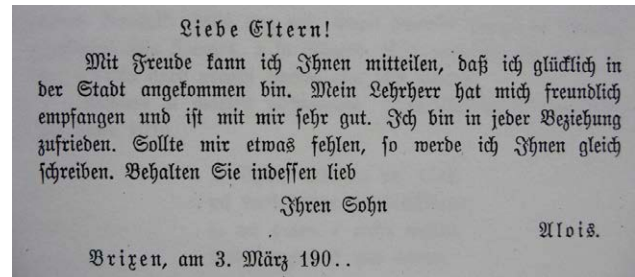 Liebe Eltern!
Mit Freude kann ich Ihnen mitteilen, daß ich glücklich in
der Stadt angekommen bin. Mein Lehrherr hat mich freundlich
empfangen und ist mit mir sehr gut. Ich bin in jeder Beziehung
zufrieden. Sollte mir etwas fehlen, so werde ich Ihnen gleich
schreiben. Behalten Sie indessen lieb
Ihren Sohn
Alois.
Brixen, am 3. März 190..